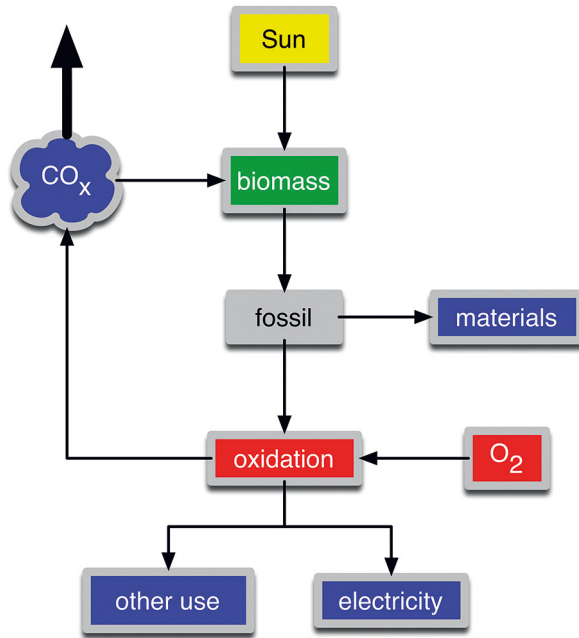 Sun
COx
biomass
fossil
materials
oxidation
O2
other use
electricity